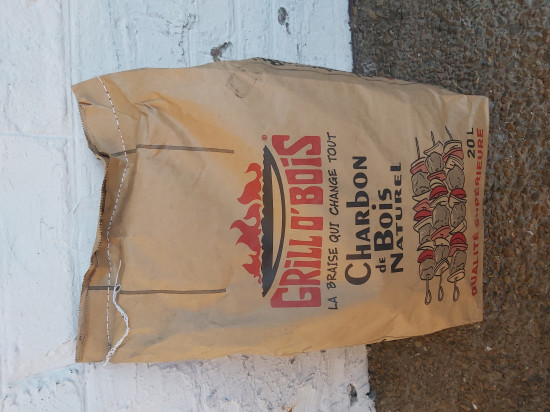 GRILL O' BOIS®
LA BRAISE QUI CHANGE TOUT
CHARBON
de BOIS
NATUREL
20 L
QUALITÉ SUPÉRIEURE